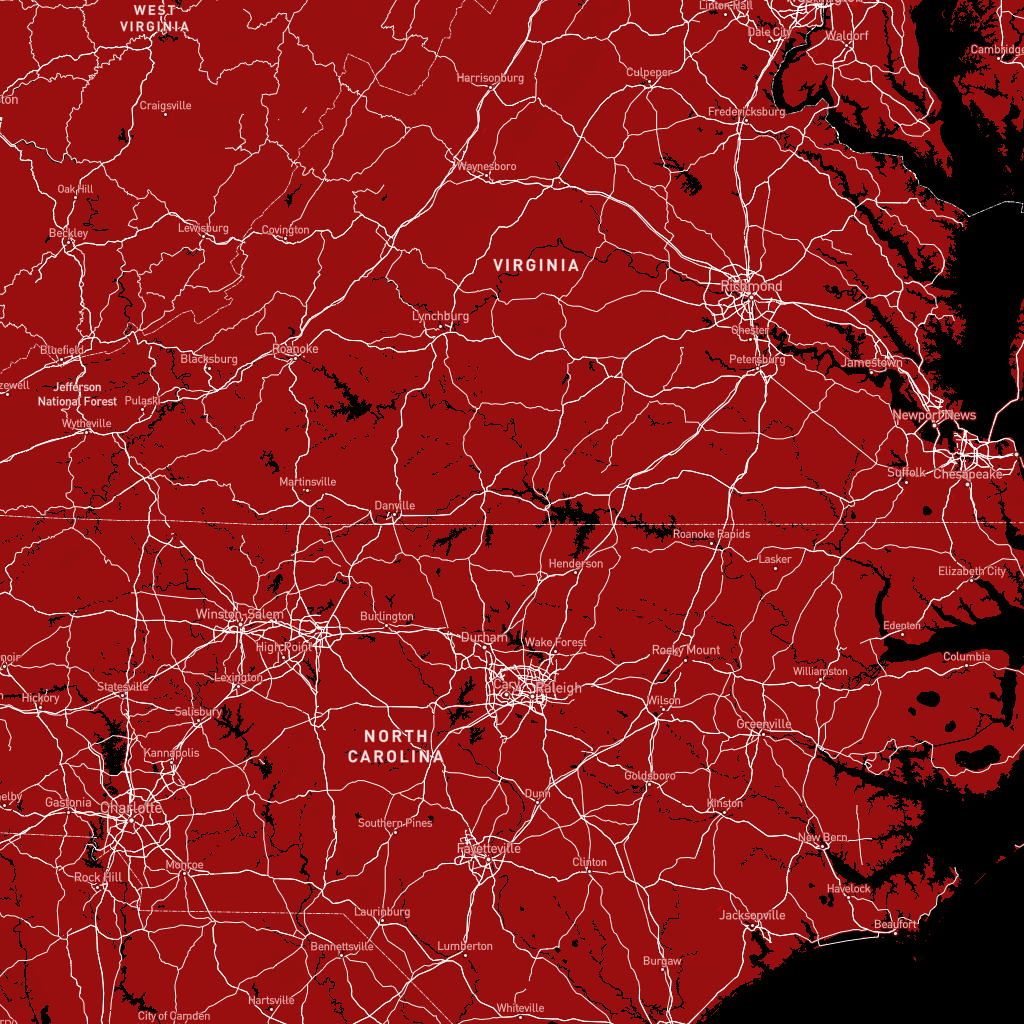 WEST
VIRGINIA
Linton Hall
Dale City
Waldorf
Cambridge
Harrisonburg
Culpeper
Craigsville
Fredericksburg
Waynesboro
Oak Hill
Beckley
Lewisburg
Covington
VIRGINIA
Richmond
Lynchburg
Chester
Bluefield
Blacksburg
Roanoke
Petersburg
Jamestown
zewell
Jefferson
National Forest
Pulaski
Wytheville
Newport News
Suffolk
Chesapeake
Martinsville
Danville
Roanoke Rapids
Henderson
Lasker
Elizabeth City
Winston-Salem
Burlington
Edenton
High Point
Durham
Wake Forest
noir
Rocky Mount
Columbia
Statesville
Lexington
Cary
Raleigh
Williamston
Hickory
Salisbury
Wilson
Greenville
NORTH
CAROLINA
Kannapolis
Goldsboro
elby
Gastonia
Charlotte
Dunn
Kinston
Southern Pines
New Bern
Fayetteville
Monroe
Clinton
Rock Hill
Havelock
Laurinburg
Jacksonville
Beaufort
Bennettsville
Lumberton
Burgaw
Hartsville
Whiteville
City of Camden